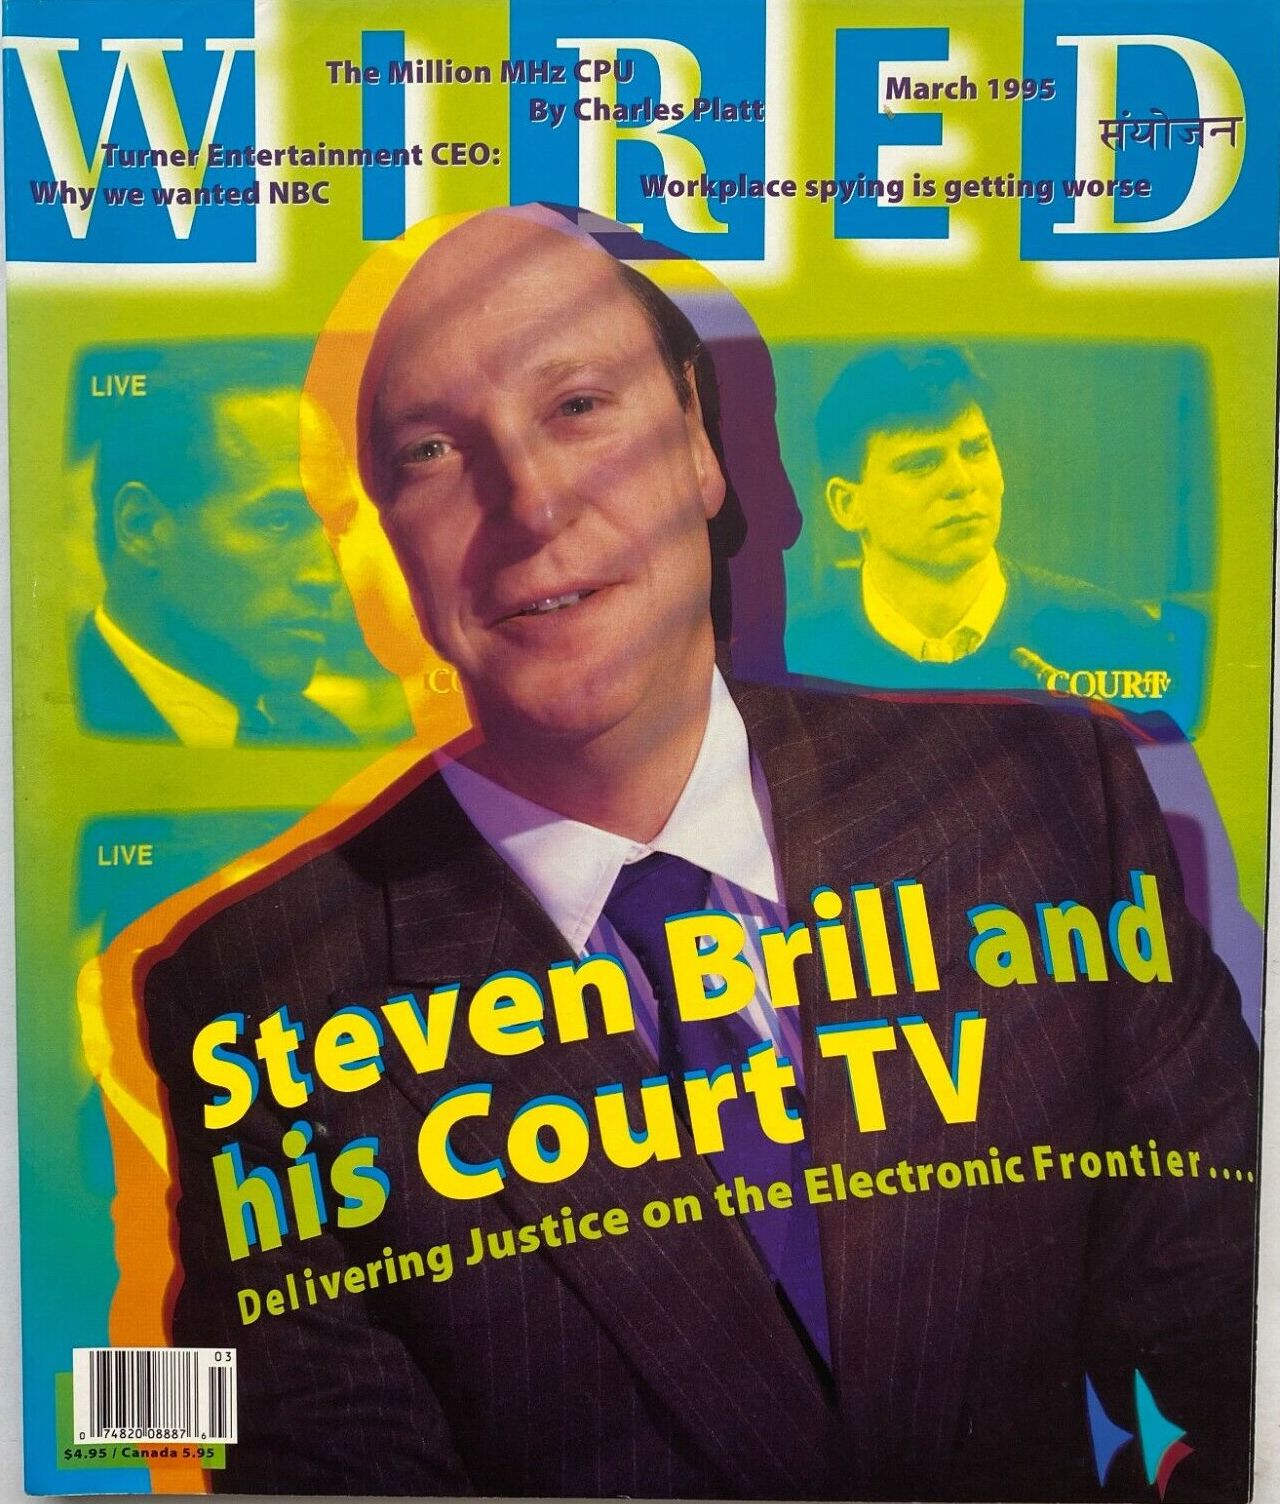 WIRED
The Million MHz CPU
By Charles Platt
March 1995
संयोजन
Turner Entertainment CEO:
Why we wanted NBC
Workplace spying is getting worse
LIVE
COURT
LIVE
Steven Brill and
his Court TV
Delivering Justice on the Electronic Frontier....
03
0 74820 08887 6
$4.95 / Canada 5.95